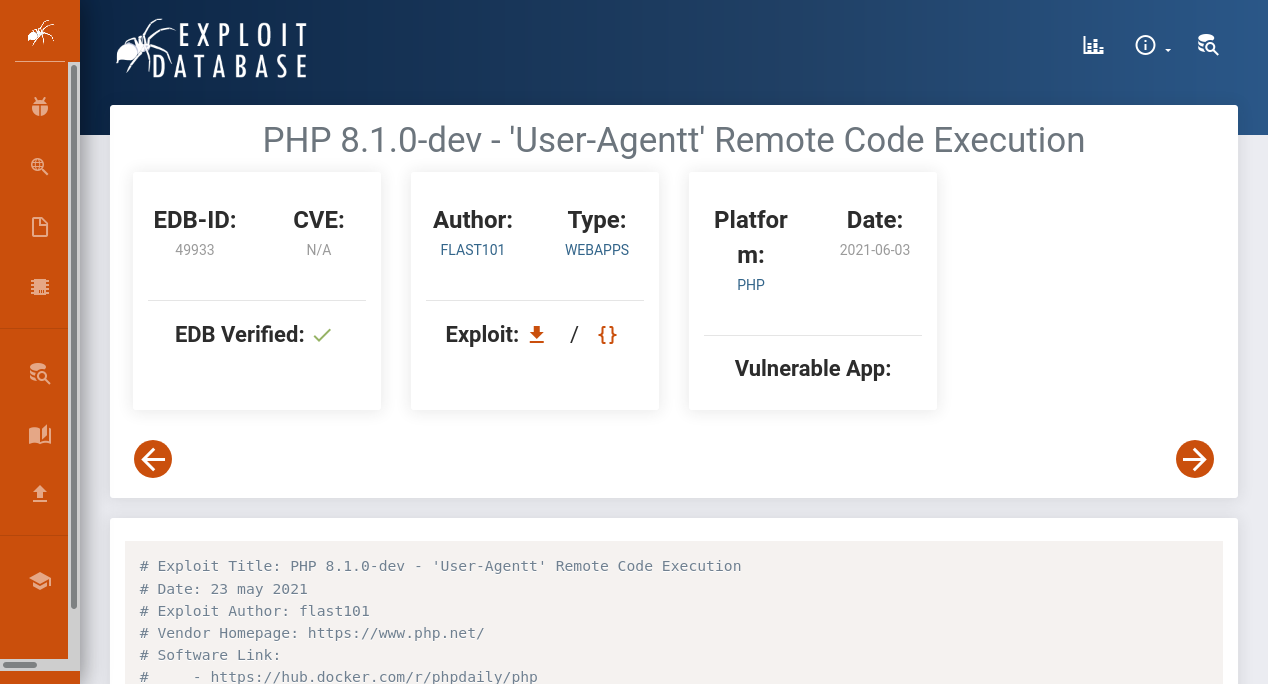 EXPLOIT
DATABASE
PHP 8.1.0-dev - 'User-Agentt' Remote Code Execution
EDB-ID:
49933
CVE:
N/A
EDB Verified:
Author:
FLAST101
Type:
WEBAPPS
Exploit: / {}
Platfor
m:
PHP
Date:
2021-06-03
Vulnerable App:
# Exploit Title: PHP 8.1.0-dev - 'User-Agentt' Remote Code Execution
# Date: 23 may 2021
# Exploit Author: flast101
# Vendor Homepage: https://www.php.net/
# Software Link:
#     - https://hub.docker.com/r/phpdaily/php